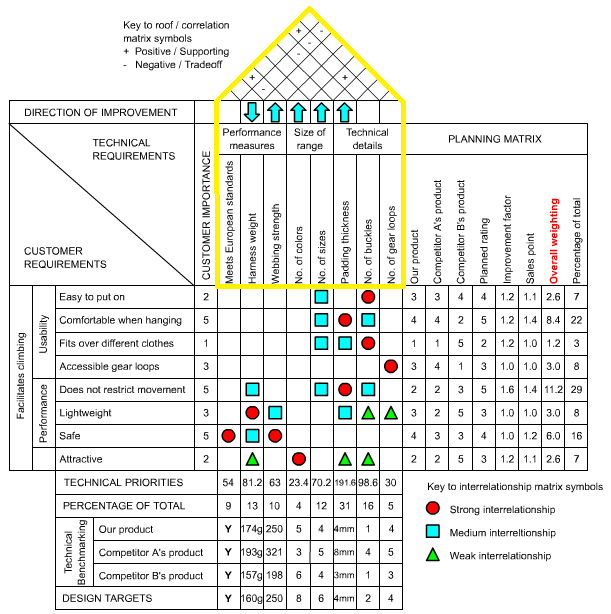 Key to roof / correlation
matrix symbols
+ Positive / Supporting
- Negative / Tradeoff
+ -
- -
+ +
-
DIRECTION OF IMPROVEMENT
TECHNICAL
REQUIREMENTS
CUSTOMER
REQUIREMENTS
CUSTOMER IMPORTANCE
Performance
measures
Size of
range
Technical
details
PLANNING MATRIX
Meets European standards
Harness weight
Webbing strength
No. of colors
No. of sizes
Padding thickness
No. of buckles
No. of gear loops
Our product
Competitor A's product
Competitor B's product
Planned rating
Improvement factor
Sales point
Overall weighting
Percentage of total
Facilitates climbing
Usability
Easy to put on 2 3 3 4 4 1.2 1.1 2.6 7
Comfortable when hanging 5 4 4 2 5 1.2 1.4 8.4 22
Fits over different clothes 1 1 1 5 2 1.2 1.0 1.2 3
Accessible gear loops 3 3 4 1 3 1.0 1.0 3.0 8
Performance
Does not restrict movement 5 2 2 3 5 1.6 1.4 11.2 29
Lightweight 3 3 2 5 3 1.0 1.0 3.0 8
Safe 5 4 3 3 4 1.0 1.2 6.0 16
Attractive 2 2 2 5 3 1.2 1.1 2.6 7
TECHNICAL PRIORITIES 54 81.2 63 23.4 70.2 191.6 98.6 30
PERCENTAGE OF TOTAL 9 13 10 4 12 31 16 5
Technical
Benchmarking
Our product Y 174g 250 5 4 4mm 1 4
Competitor A's product Y 193g 321 3 5 8mm 4 5
Competitor B's product Y 157g 198 6 4 3mm 1 3
DESIGN TARGETS Y 160g 250 8 6 4mm 2 4
Key to interrelationship matrix symbols
Strong interrelationship
Medium interreltionship
Weak interrelationship